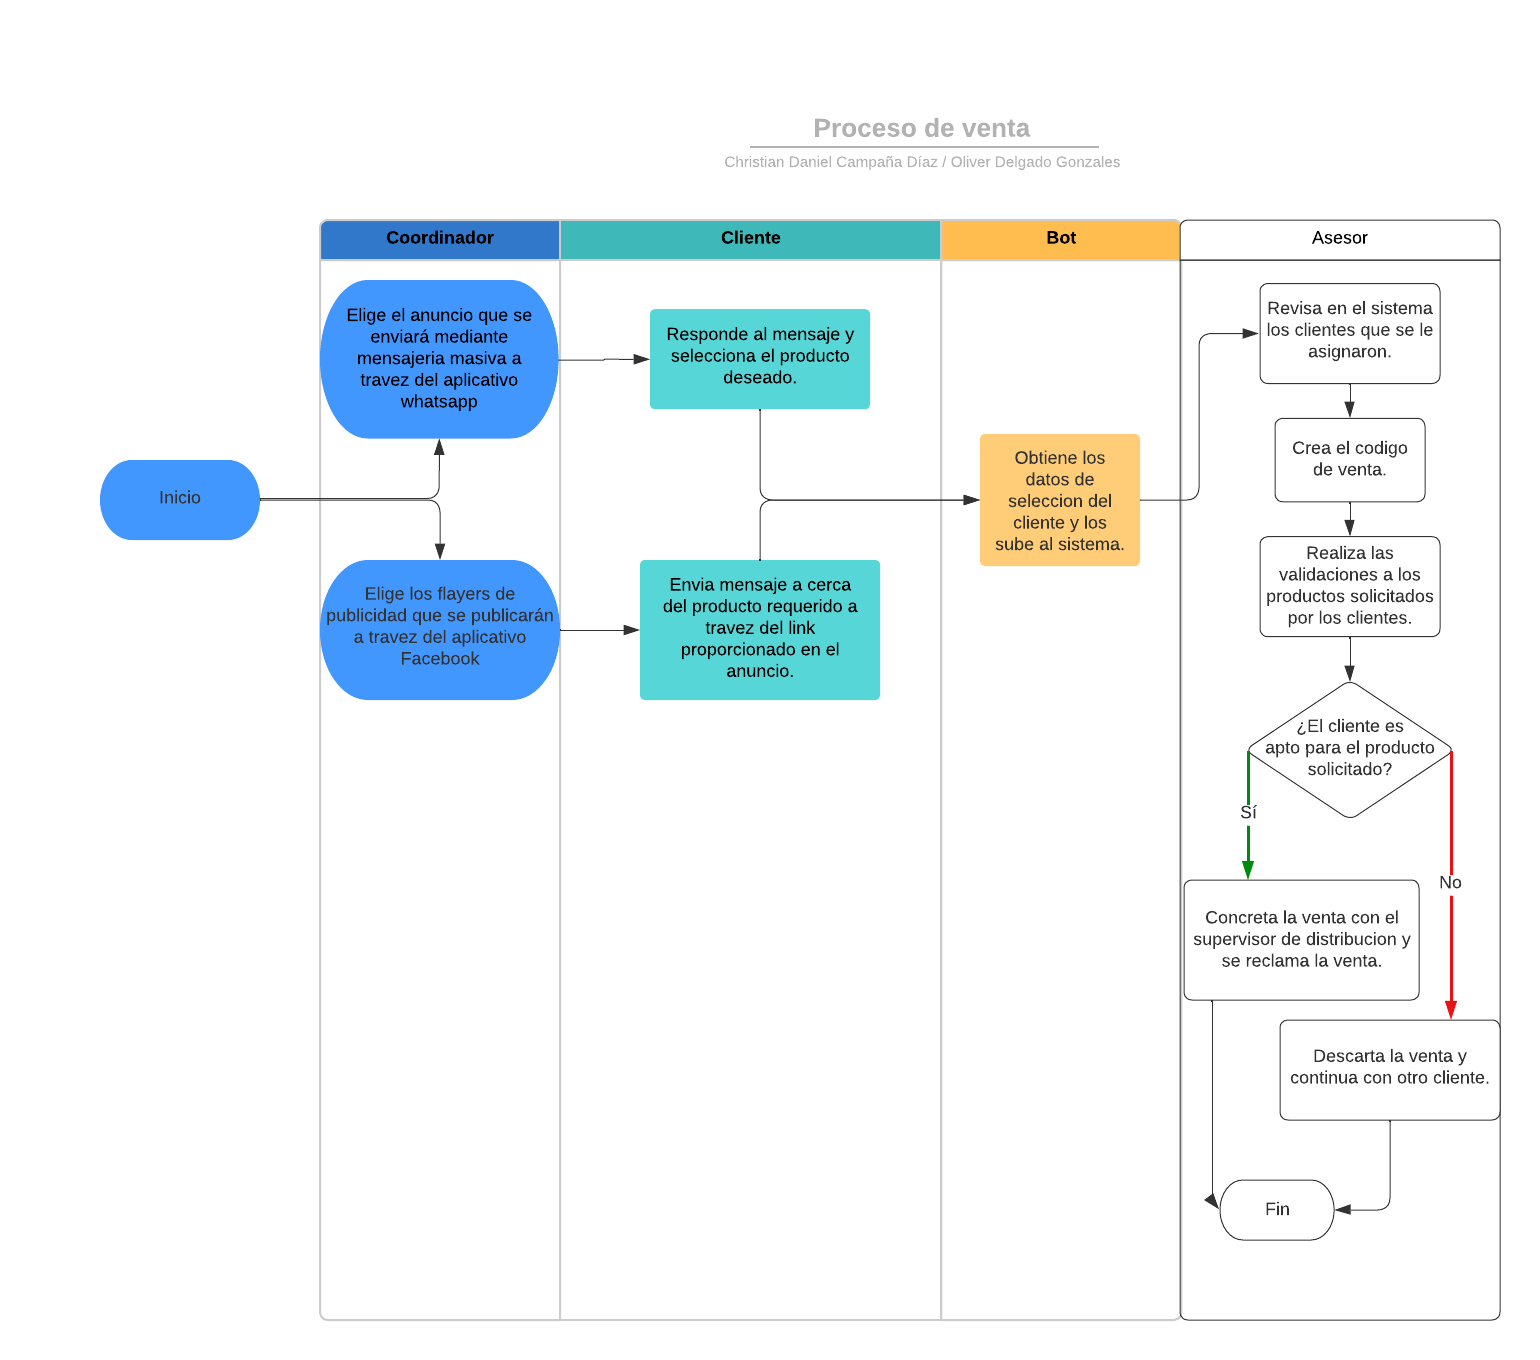 Proceso de venta
Christian Daniel Campaña Díaz / Oliver Delgado Gonzales
Coordinador
Cliente
Bot
Asesor
Inicio
Elige el anuncio que se
enviará mediante
mensajeria masiva a
travez del aplicativo
whatsapp
Elige los flayers de
publicidad que se publicarán
a travez del aplicativo
Facebook
Responde al mensaje y
selecciona el producto
deseado.
Envia mensaje a cerca
del producto requerido a
travez del link
proporcionado en el
anuncio.
Obtiene los
datos de
seleccion del
cliente y los
sube al sistema.
Revisa en el sistema
los clientes que se le
asignaron.
Crea el codigo
de venta.
Realiza las
validaciones a los
productos solicitados
por los clientes.
¿El cliente es
apto para el producto
solicitado?
Sí
No
Concreta la venta con el
supervisor de distribucion y
se reclama la venta.
Descarta la venta y
continua con otro cliente.
Fin